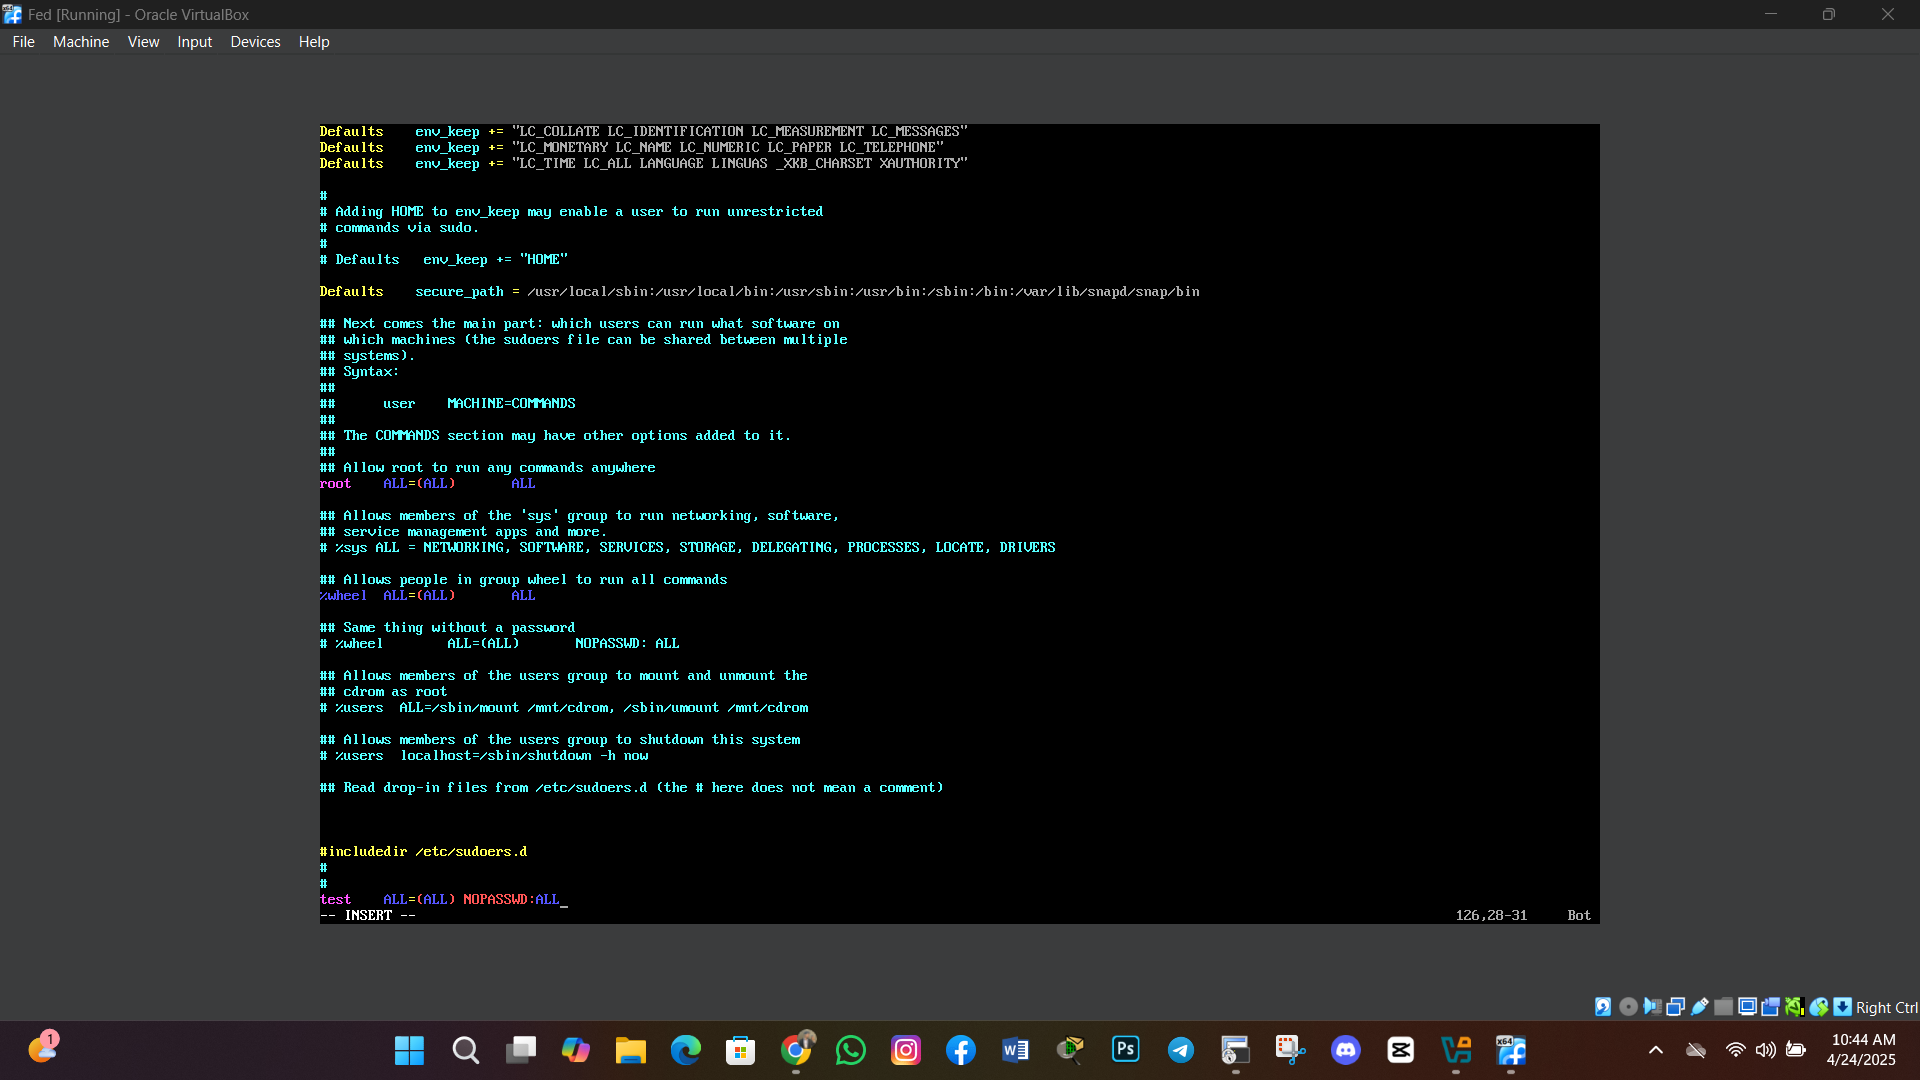 Fed [Running] - Oracle VirtualBox
File Machine View Input Devices Help
Defaults    env_keep += "LC_COLLATE LC_IDENTIFICATION LC_MEASUREMENT LC_MESSAGES"
Defaults    env_keep += "LC_MONETARY LC_NAME LC_NUMERIC LC_PAPER LC_TELEPHONE"
Defaults    env_keep += "LC_TIME LC_ALL LANGUAGE LINGUAS _XKB_CHARSET XAUTHORITY"
#
# Adding HOME to env_keep may enable a user to run unrestricted
# commands via sudo.
#
# Defaults   env_keep += "HOME"
Defaults    secure_path = /usr/local/sbin:/usr/local/bin:/usr/sbin:/usr/bin:/sbin:/bin:/var/lib/snapd/snap/bin
## Next comes the main part: which users can run what software on
## which machines (the sudoers file can be shared between multiple
## systems).
## Syntax:
##
##      user    MACHINE=COMMANDS
##
## The COMMANDS section may have other options added to it.
##
## Allow root to run any commands anywhere
root    ALL=(ALL)       ALL
## Allows members of the 'sys' group to run networking, software,
## service management apps and more.
# %sys ALL = NETWORKING, SOFTWARE, SERVICES, STORAGE, DELEGATING, PROCESSES, LOCATE, DRIVERS
## Allows people in group wheel to run all commands
%wheel  ALL=(ALL)       ALL
## Same thing without a password
# %wheel        ALL=(ALL)       NOPASSWD: ALL
## Allows members of the users group to mount and unmount the
## cdrom as root
# %users  ALL=/sbin/mount /mnt/cdrom, /sbin/umount /mnt/cdrom
## Allows members of the users group to shutdown this system
# %users  localhost=/sbin/shutdown -h now
## Read drop-in files from /etc/sudoers.d (the # here does not mean a comment)
#includedir /etc/sudoers.d
#
#
test    ALL=(ALL) NOPASSWD:ALL_
-- INSERT -- 126,28-31 Bot
Right Ctrl
1
W
Ps
x64
10:44 AM
4/24/2025